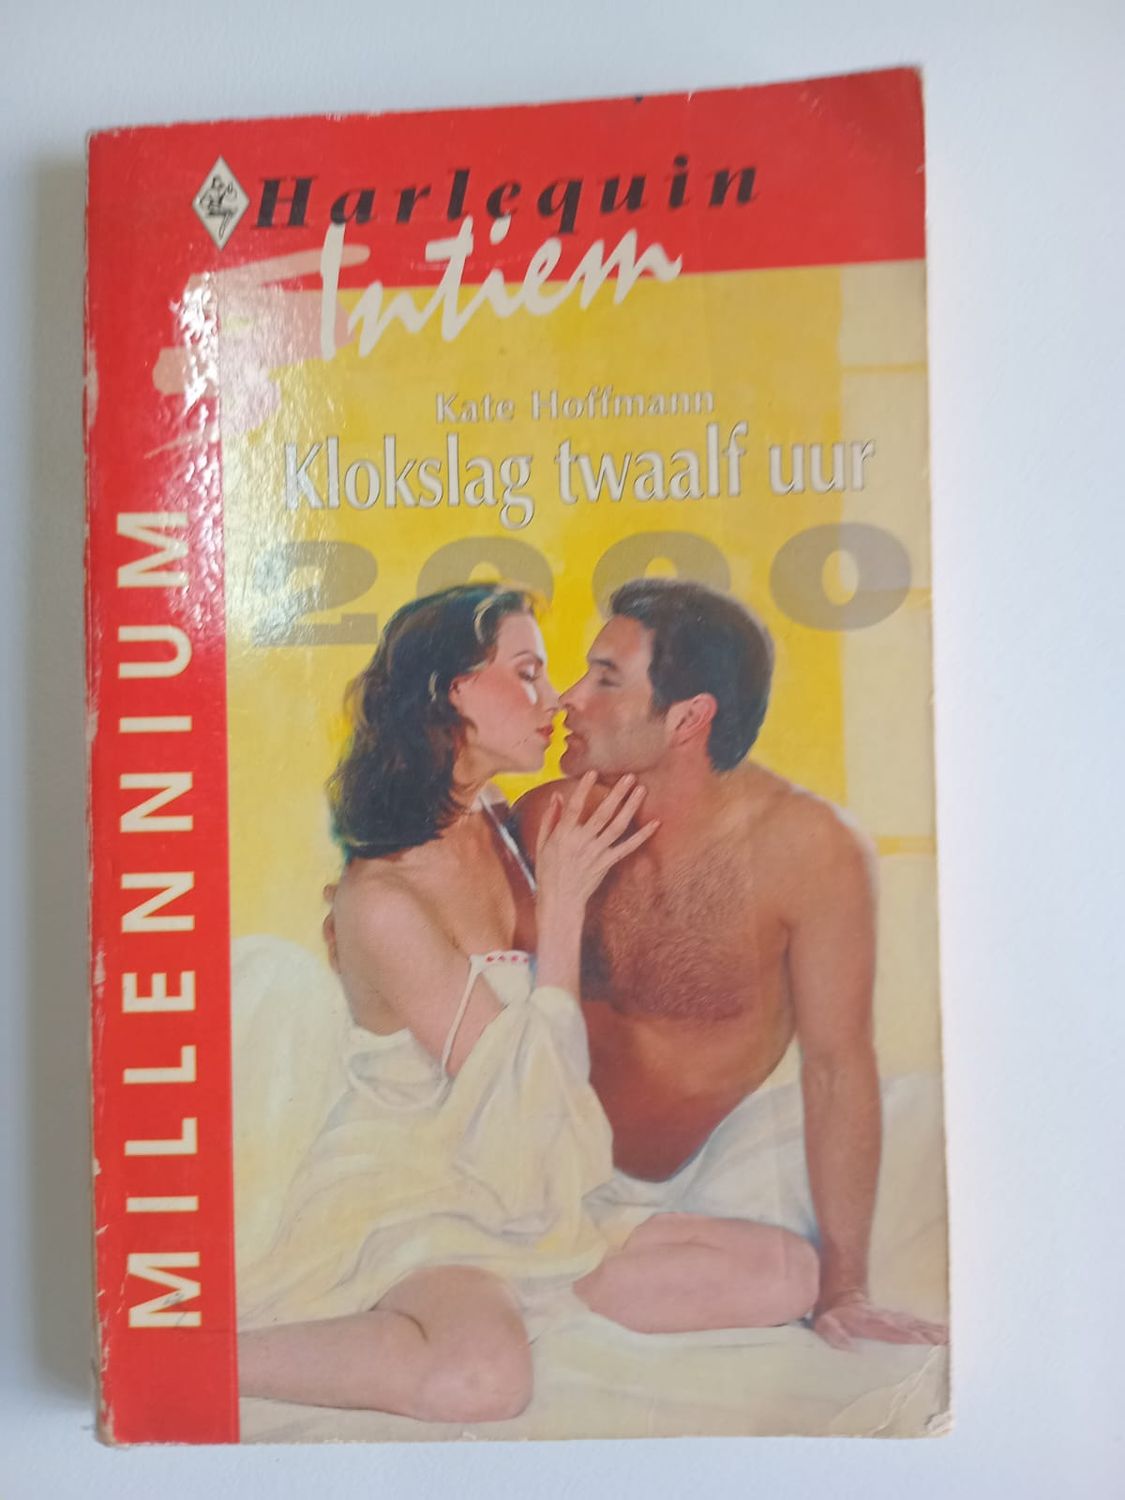 Harlequin
Intiem
Kate Hoffmann
Klokslag twaalf uur
2000
MILLENNIUM